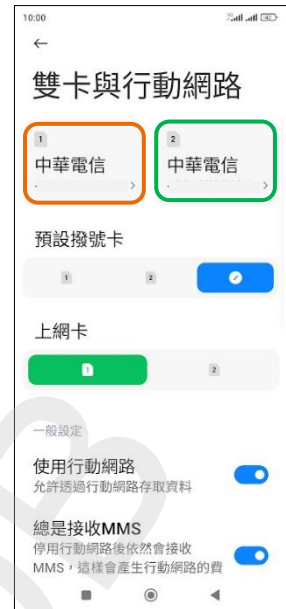 10:00
雙卡與行動網路
1
2
中華電信
中華電信
預設撥號卡
1
2
上網卡
1
2
一般設定
使用行動網路
允許透過行動網路存取資料
總是接收MMS
停用行動網路後依然會接收
MMS，這樣會產生行動網路的費